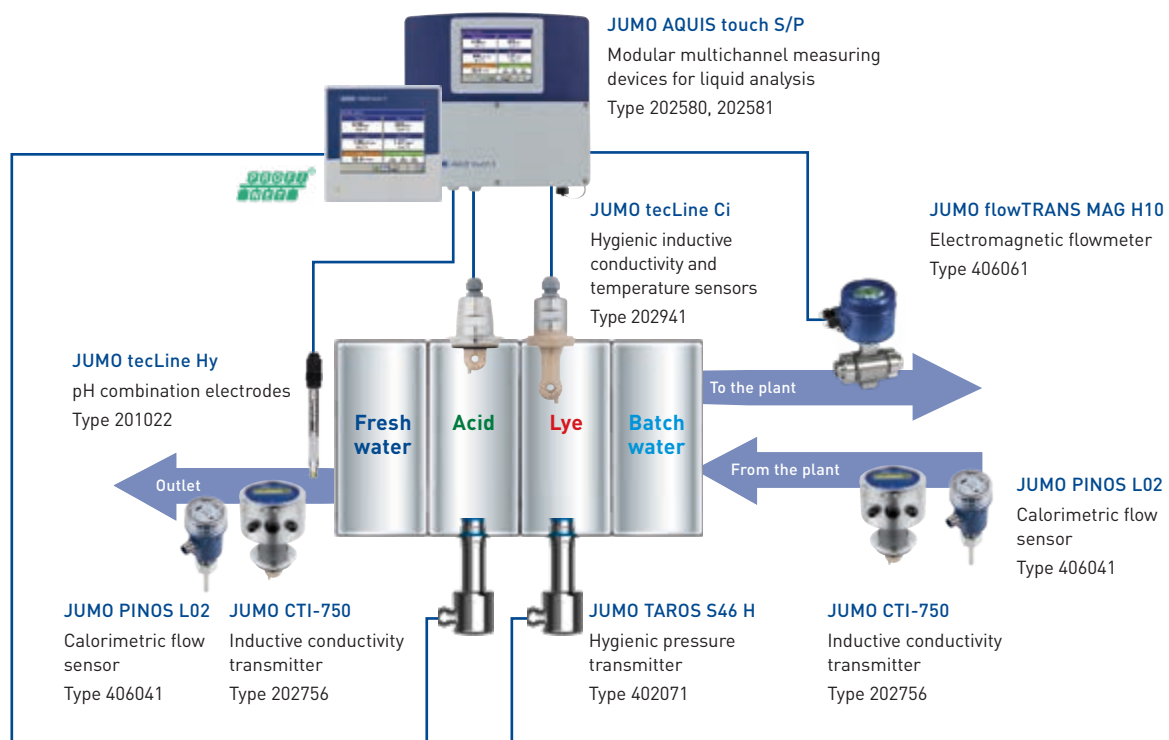 JUMO AQUIS touch S/P
Modular multichannel measuring
devices for liquid analysis
Type 202580, 202581
PROFI
NET
JUMO tecLine Ci
Hygienic inductive
conductivity and
temperature sensors
Type 202941
JUMO flowTRANS MAG H10
Electromagnetic flowmeter
Type 406061
JUMO tecLine Hy
pH combination electrodes
Type 201022
Fresh
water
Acid
Lye
Batch
water
To the plant
From the plant
Outlet
JUMO PINOS L02
Calorimetric flow
sensor
Type 406041
JUMO PINOS L02
Calorimetric flow
sensor
Type 406041
JUMO CTI-750
Inductive conductivity
transmitter
Type 202756
JUMO TAROS S46 H
Hygienic pressure
transmitter
Type 402071
JUMO CTI-750
Inductive conductivity
transmitter
Type 202756